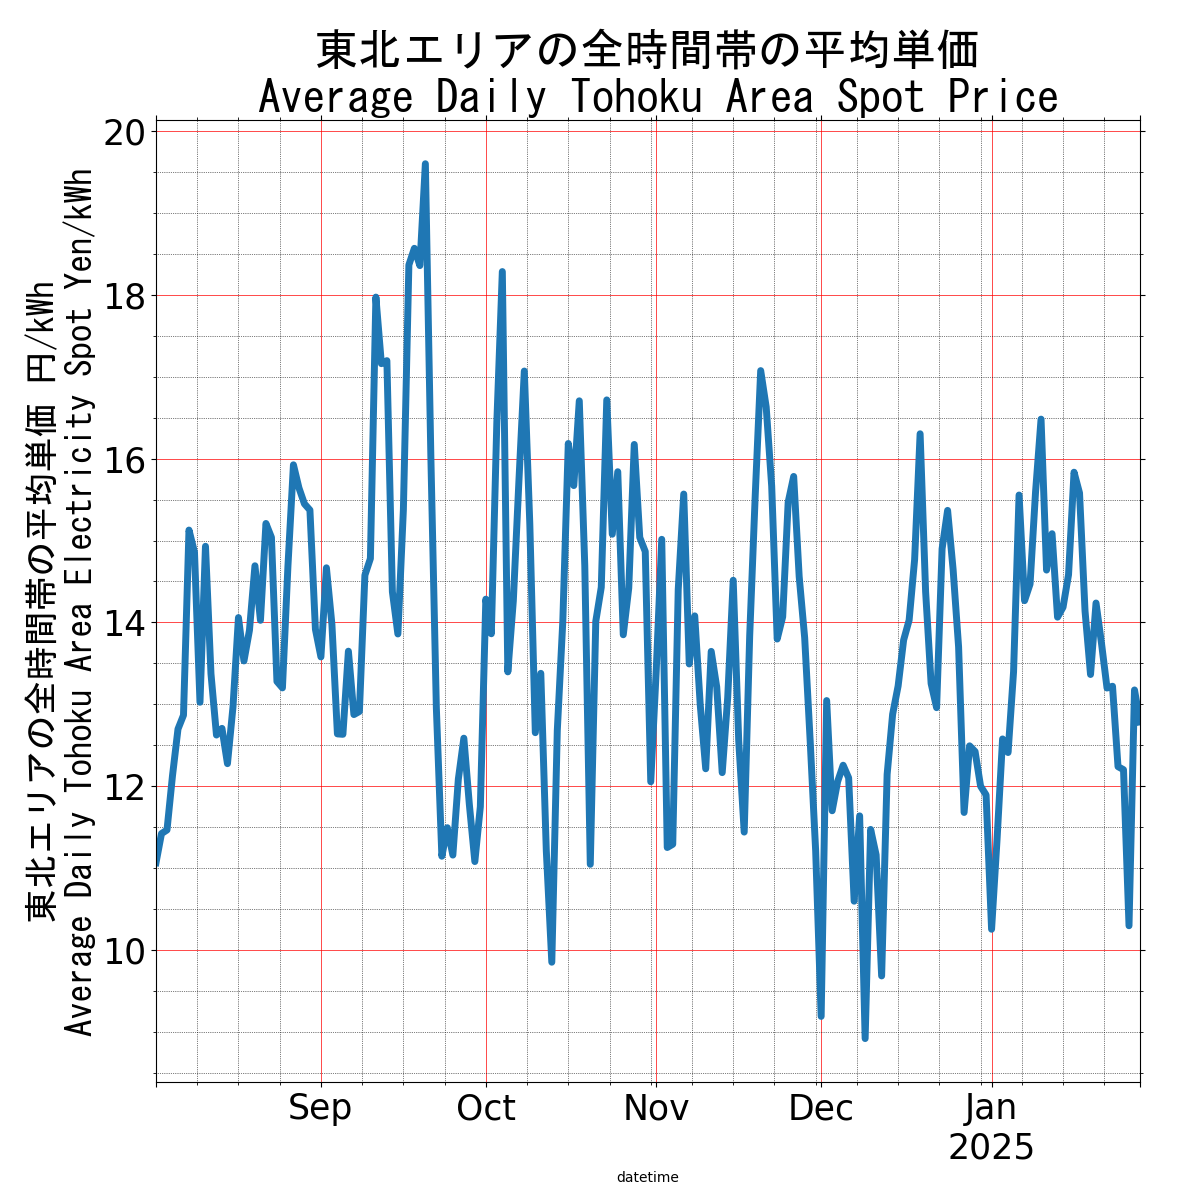 東北エリアの全時間帯の平均単価
Average Daily Tohoku Area Spot Price
東北エリアの全時間帯の平均単価 円/kWh
Average Daily Tohoku Area Electricity Spot Yen/kWh
20
18
16
14
12
10
Sep
Oct
Nov
Dec
Jan
2025
datetime